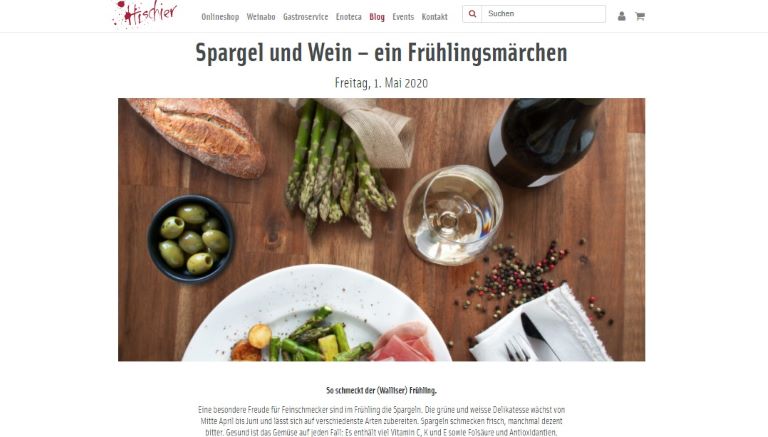 Hischier
Onlineshop Weinabo Gastroservice Enoteca Blog Events Kontakt Suchen
Spargel und Wein – ein Frühlingsmärchen
Freitag, 1. Mai 2020
So schmeckt der (Walliser) Frühling.
Eine besondere Freude für Feinschmecker sind im Frühling die Spargeln. Die grüne und weisse Delikatesse wächst von
Mitte April bis Juni und lässt sich auf verschiedenste Arten zubereiten. Spargeln schmecken frisch, manchmal dezent
bitter. Gesund ist das Gemüse auf jeden Fall: Es enthält viel Vitamin C, K und E sowie Folsäure und Antioxidantien.